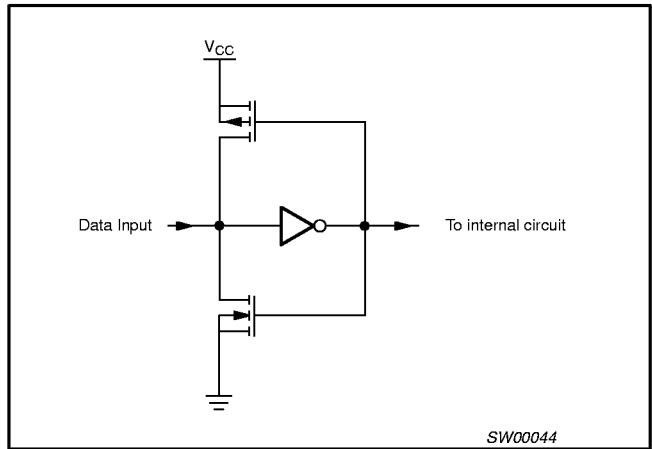 VCC
Data Input
To internal circuit
SW00044